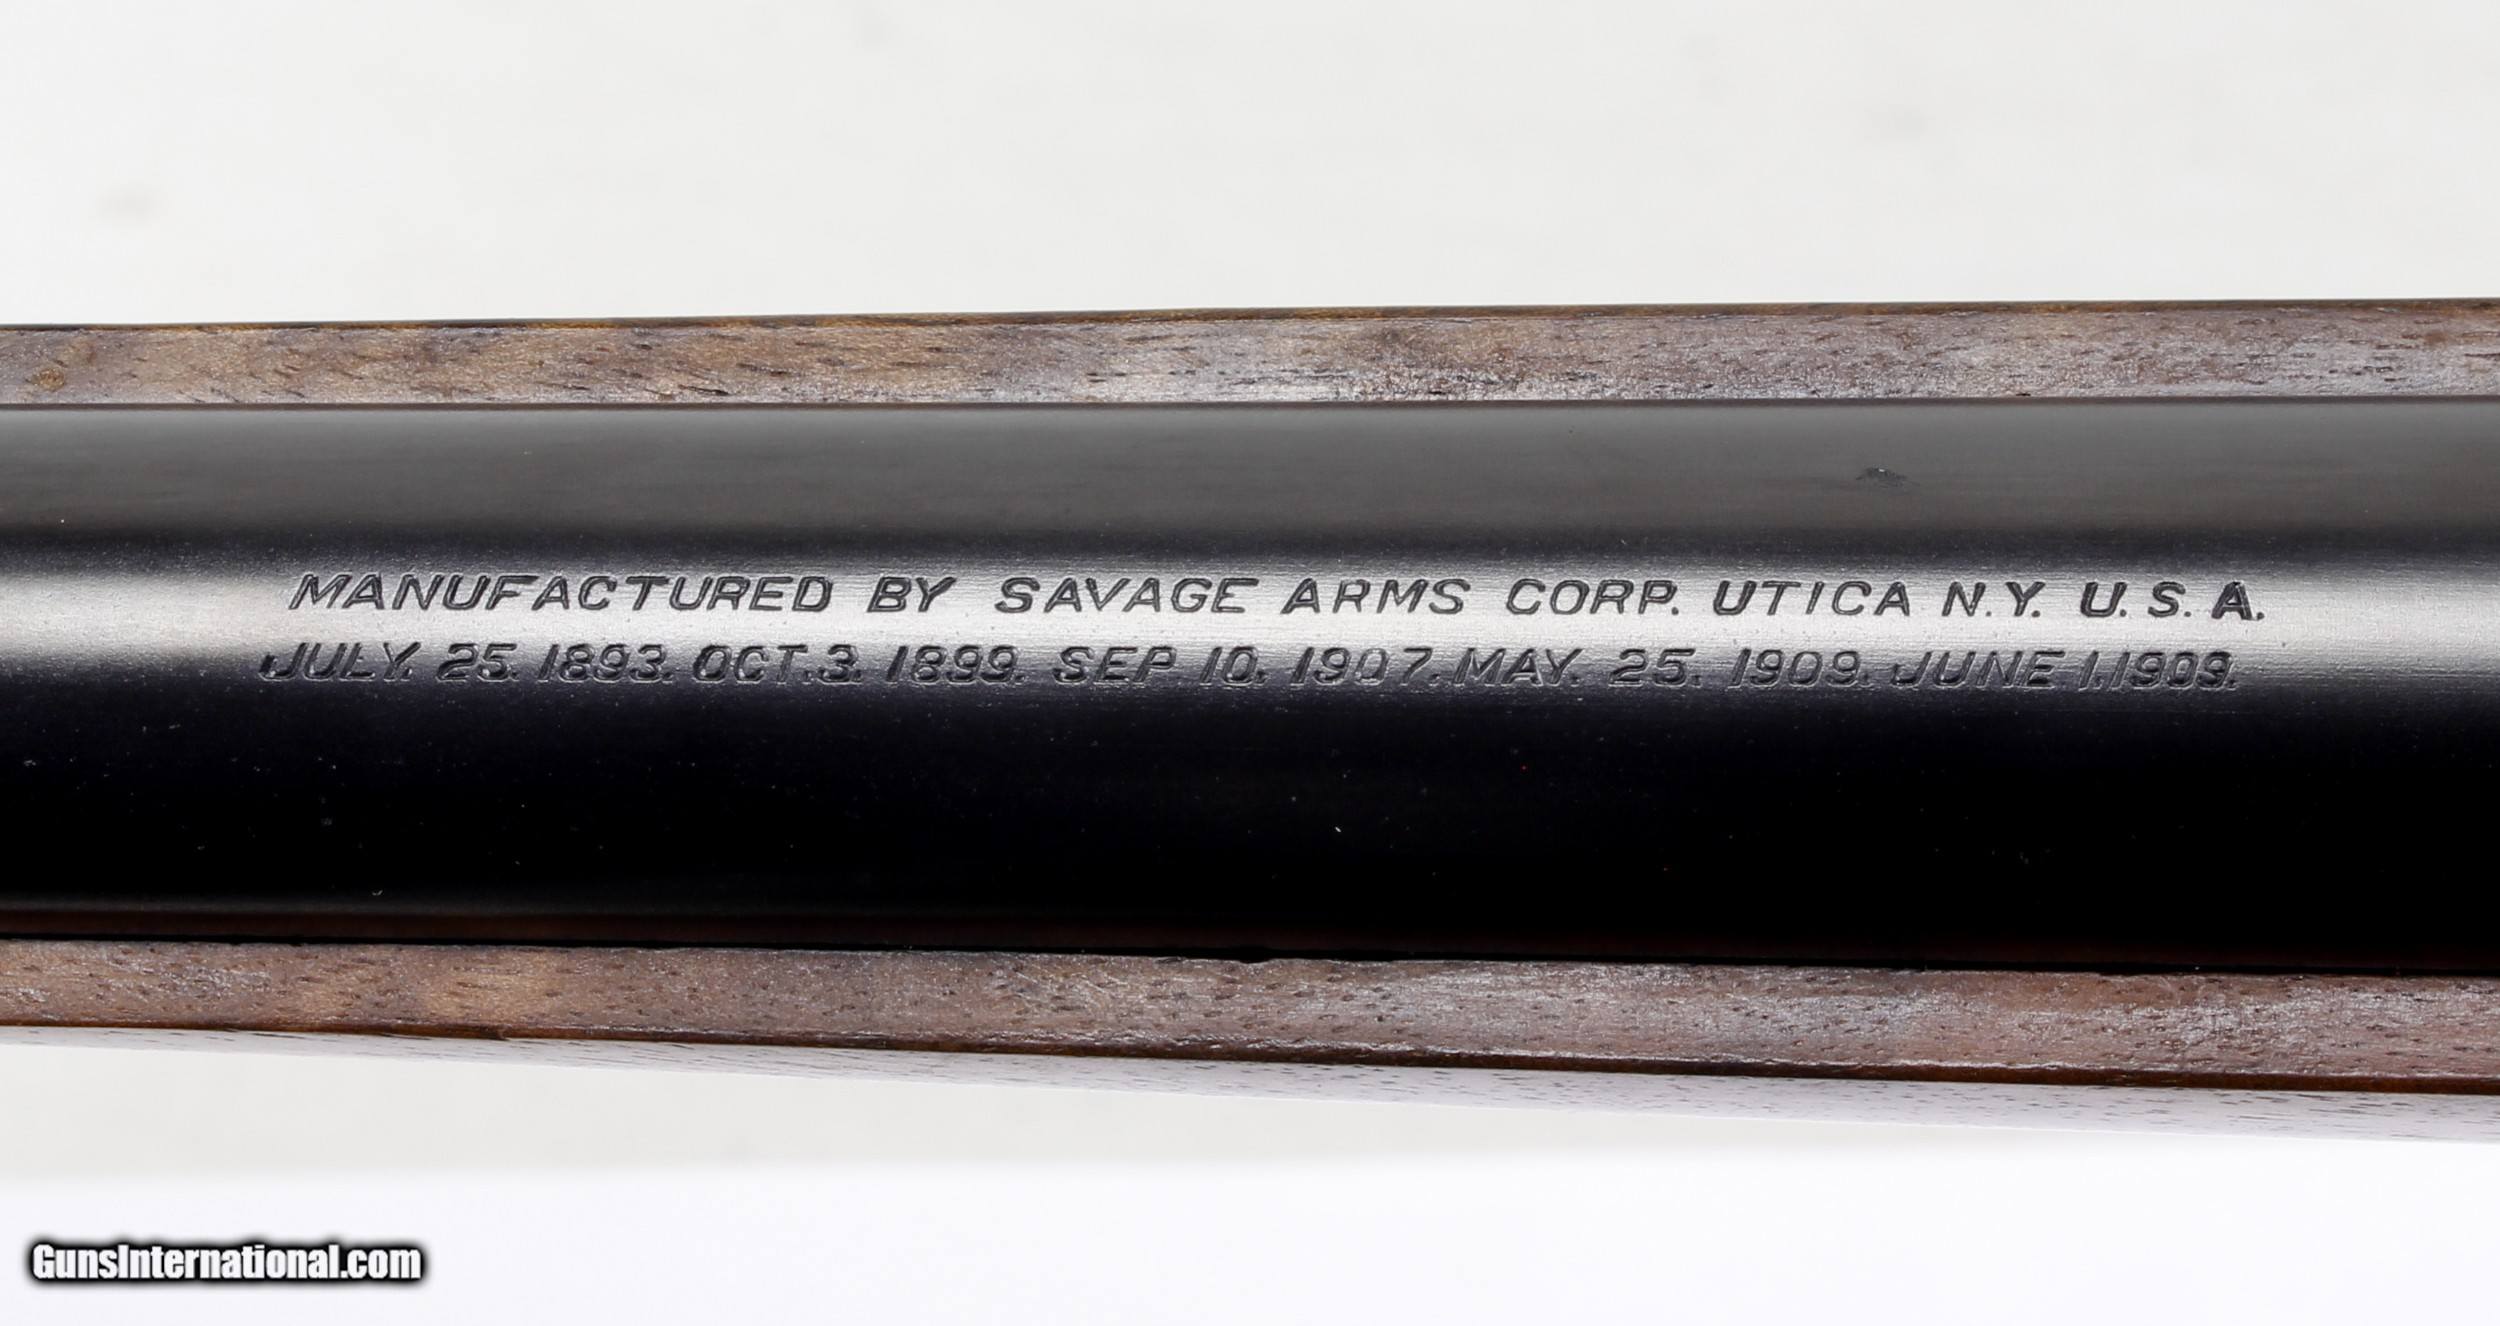 MANUFACTURED BY SAVAGE ARMS CORP. UTICA N.Y. U.S.A.
JULY. 25. 1893. OCT. 3. 1899. SEP. 10. 1907. MAY. 25. 1909. JUNE 1, 1909.
GunsInternational.com